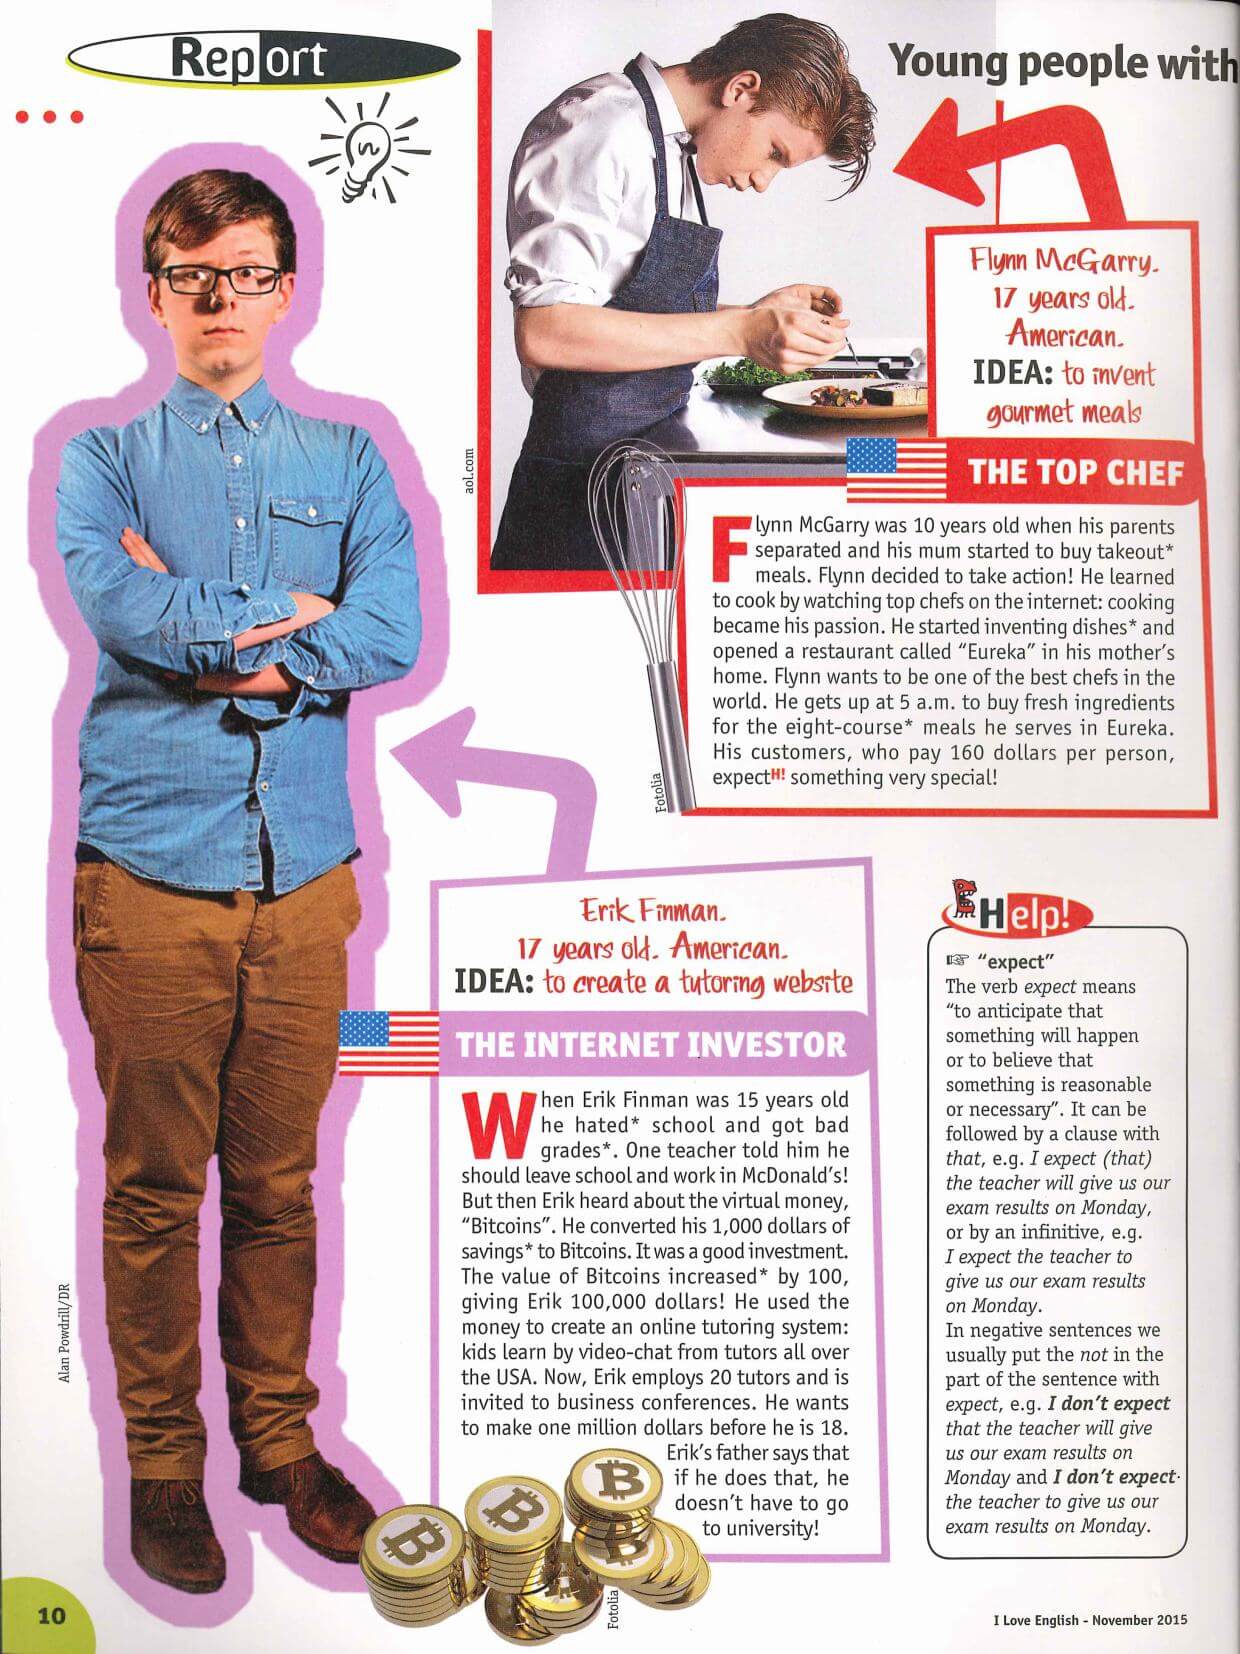 Report
Young people with
Flynn McGarry.
17 years old.
American.
IDEA: to invent
gourmet meals
THE TOP CHEF
aol.com
Flynn McGarry was 10 years old when his parents
separated and his mum started to buy takeout*
meals. Flynn decided to take action! He learned
to cook by watching top chefs on the internet: cooking
became his passion. He started inventing dishes* and
opened a restaurant called “Eureka” in his mother’s
home. Flynn wants to be one of the best chefs in the
world. He gets up at 5 a.m. to buy fresh ingredients
for the eight-course* meals he serves in Eureka.
His customers, who pay 160 dollars per person,
expectH! something very special!
Fotolia
Erik Finman.
17 years old. American.
IDEA: to create a tutoring website
THE INTERNET INVESTOR
When Erik Finman was 15 years old
he hated* school and got bad
grades*. One teacher told him he
should leave school and work in McDonald’s!
But then Erik heard about the virtual money,
“Bitcoins”. He converted his 1,000 dollars of
savings* to Bitcoins. It was a good investment.
The value of Bitcoins increased* by 100,
giving Erik 100,000 dollars! He used the
money to create an online tutoring system:
kids learn by video-chat from tutors all over
the USA. Now, Erik employs 20 tutors and is
invited to business conferences. He wants
to make one million dollars before he is 18.
Erik’s father says that
if he does that, he
doesn’t have to go
to university!
Alan Powdrill/DR
Fotolia
Help!
☞ “expect”
The verb expect means
“to anticipate that
something will happen
or to believe that
something is reasonable
or necessary”. It can be
followed by a clause with
that, e.g. I expect (that)
the teacher will give us our
exam results on Monday,
or by an infinitive, e.g.
I expect the teacher to
give us our exam results
on Monday.
In negative sentences we
usually put the not in the
part of the sentence with
expect, e.g. I don’t expect
that the teacher will give
us our exam results on
Monday and I don’t expect
the teacher to give us our
exam results on Monday.
10
I Love English - November 2015